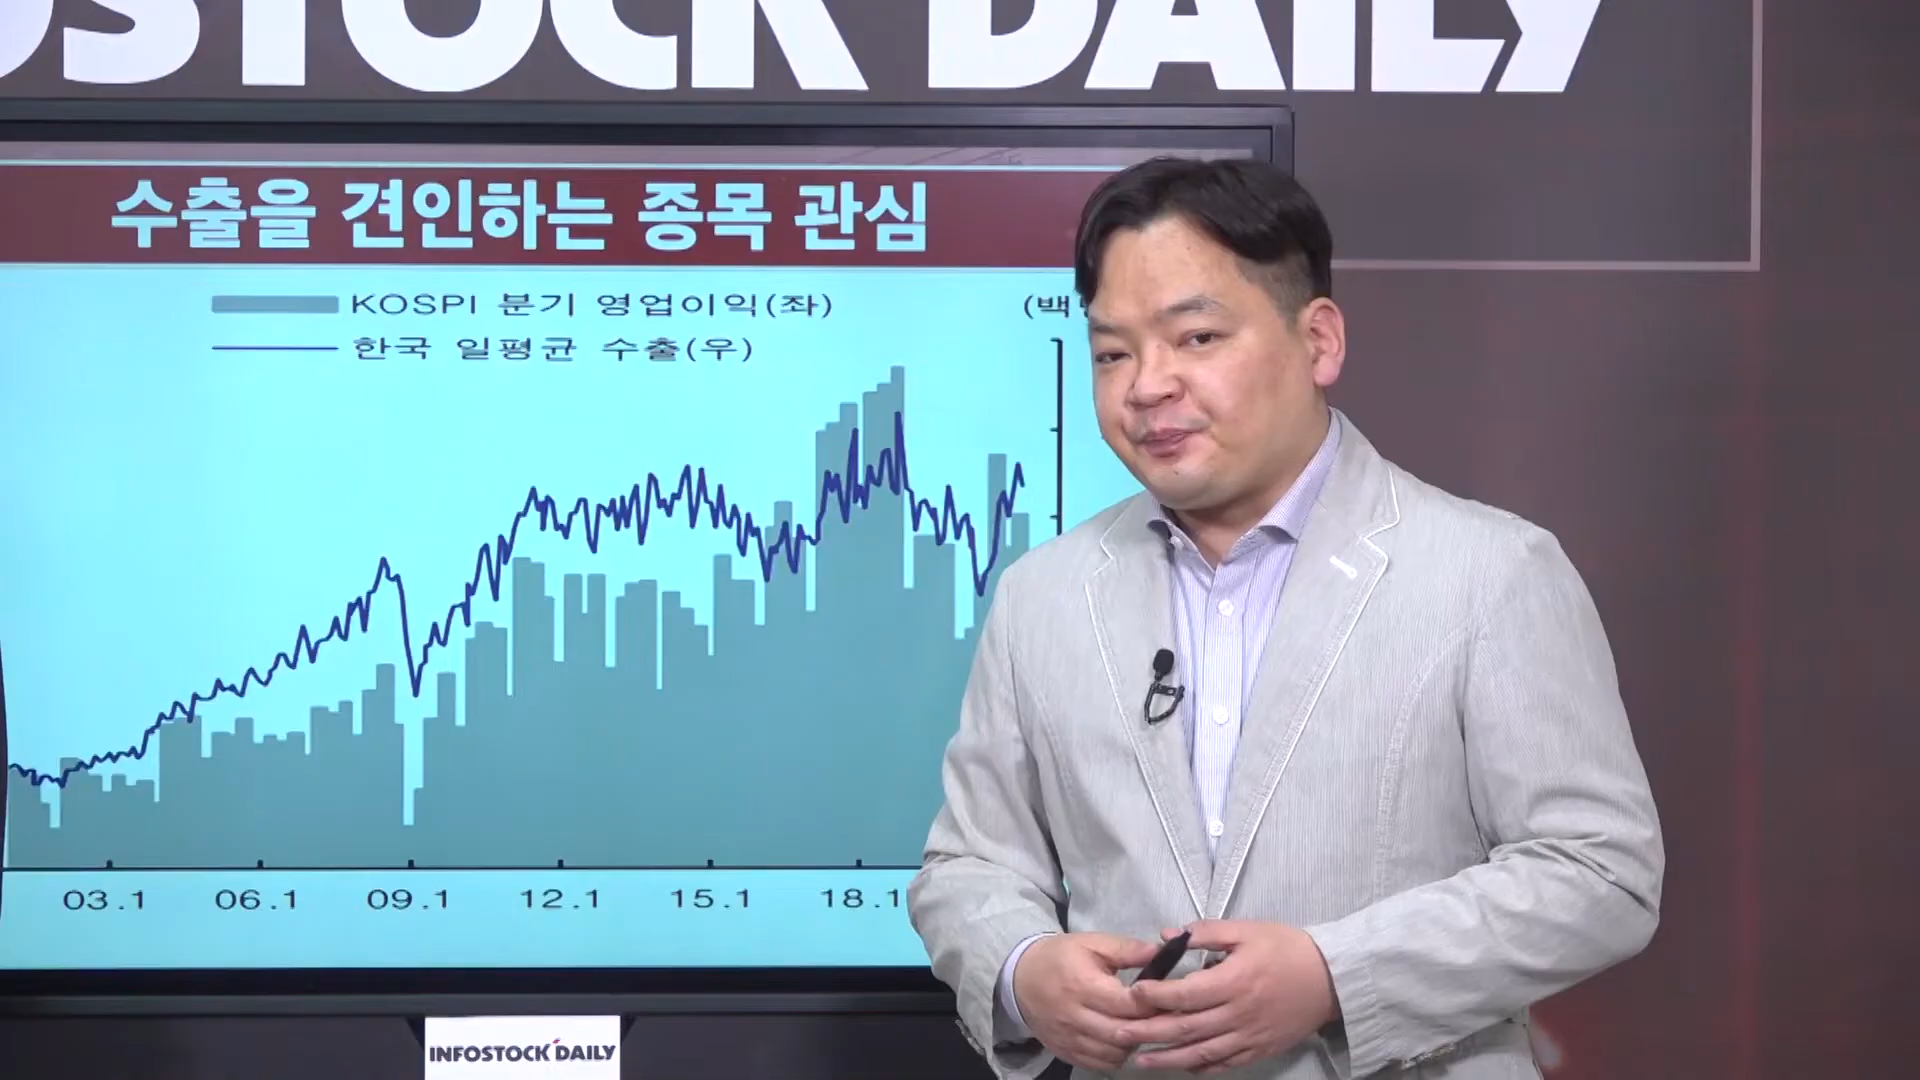 STOCK DAILY
수출을 견인하는 종목 관심
KOSPI 분기 영업이익(좌)
한국 일평균 수출(우)
03.1 06.1 09.1 12.1 15.1 18.1
INFOSTOCK DAILY